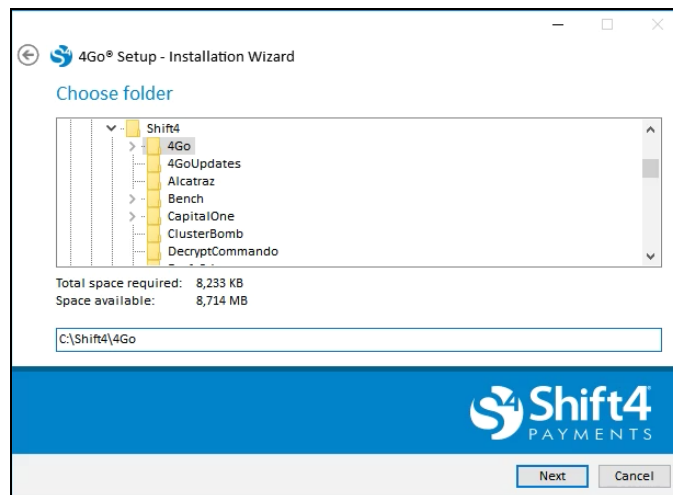 4Go® Setup - Installation Wizard
Choose folder
Shift4
4Go
4GoUpdates
Alcatraz
Bench
CapitalOne
ClusterBomb
DecryptCommando
Total space required: 8,233 KB
Space available: 8,714 MB
C:\Shift4\4Go
Shift4
PAYMENTS
Next Cancel